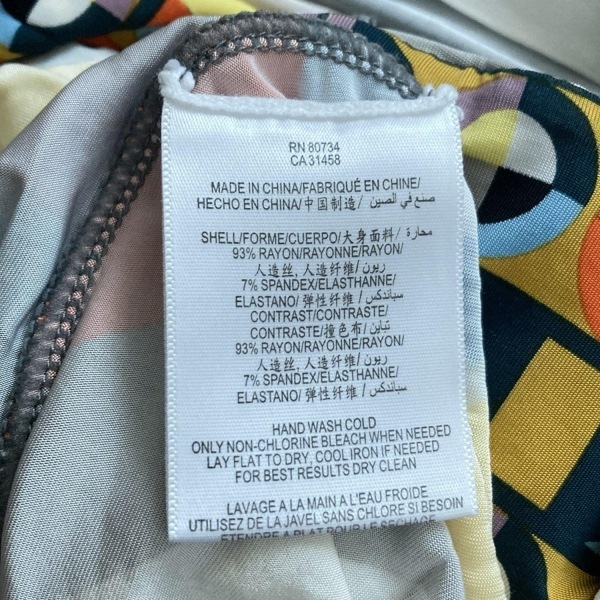 RN 80734
CA 31458
MADE IN CHINA/FABRIQUÉ EN CHINE/
HECHO EN CHINA/中国制造/ صنع في الصين
SHELL/FORME/CUERPO/大身面料/ محارة
93% RAYON/RAYONNE/RAYON/
人造丝, 人造纤维/ ريون
7% SPANDEX/ELASTHANNE/
ELASTANO/ 弹性纤维/ سباندكس
CONTRAST/CONTRASTE/
CONTRASTE/撞色布/ تباين
93% RAYON/RAYONNE/RAYON/
人造丝, 人造纤维/ ريون
7% SPANDEX/ELASTHANNE/
ELASTANO/ 弹性纤维/ سباندكس
HAND WASH COLD
ONLY NON-CHLORINE BLEACH WHEN NEEDED
LAY FLAT TO DRY, COOL IRON IF NEEDED
FOR BEST RESULTS DRY CLEAN
LAVAGE A LA MAIN A L'EAU FROIDE
UTILISEZ DE LA JAVEL SANS CHLORE SI BESOIN
ETENDRE A PLAT POUR LE SECHAGE